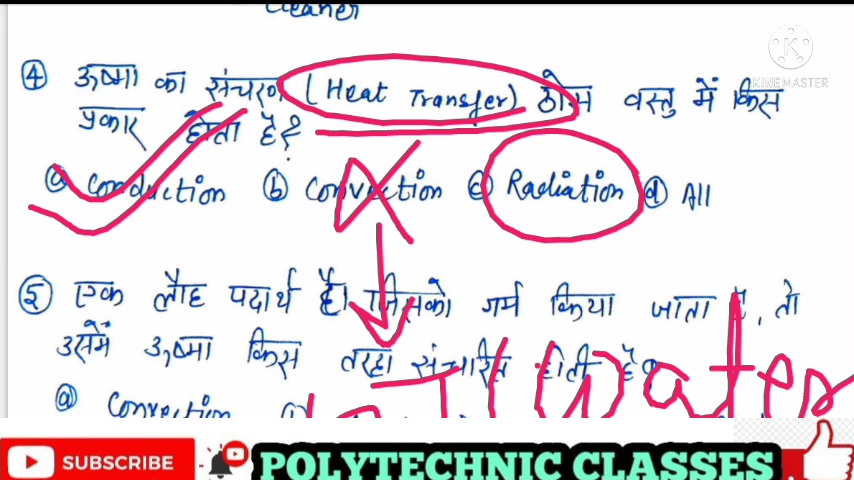 Cleaner
④ ऊष्मा का संचरण (Heat Transfer) ठोस वस्तु में किस
प्रकार होता है?
ⓐ Conduction ⓑ Convection ⓒ Radiation ⓓ All
⑤ एक लौह पदार्थ है। जिसको गर्म किया जाता है, तो
उसमें ऊष्मा किस तरहा संचारित होती है?
ⓐ Convection
(Water
KINEMASTER
SUBSCRIBE
POLYTECHNIC CLASSES